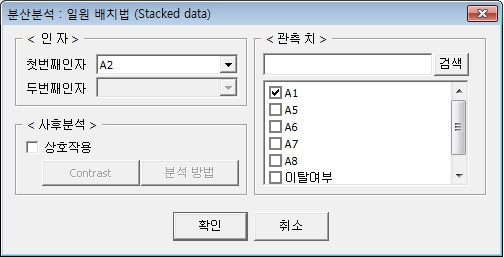 분산분석 : 일원 배치법 (Stacked data)
< 인 자 >
첫번째인자 A2
두번째인자
< 사후분석 >
상호작용
Contrast 분석 방법
< 관측 치 >
검색
A1
A5
A6
A7
A8
이탈여부
확인 취소